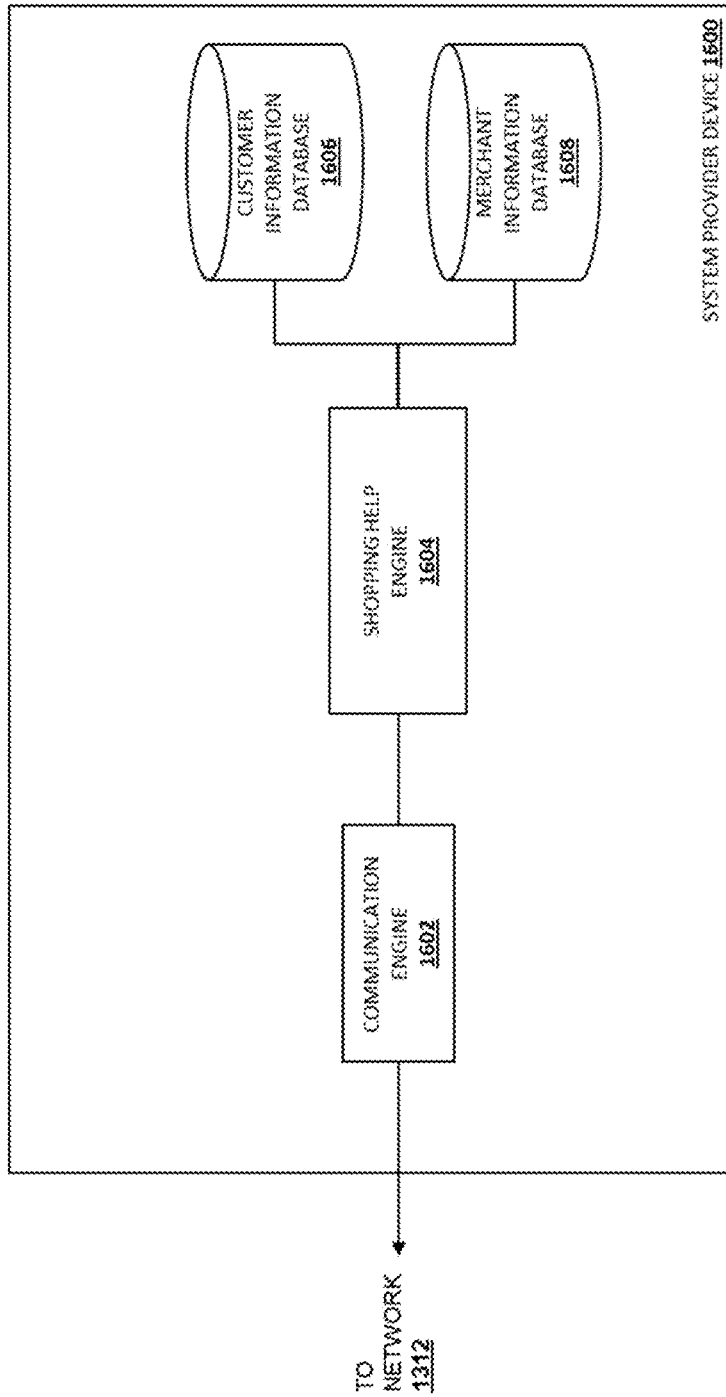 TO
NETWORK
1312
COMMUNICATION
ENGINE
1602
SHOPPING HELP
ENGINE
1604
CUSTOMER
INFORMATION
DATABASE
1606
MERCHANT
INFORMATION
DATABASE
1608
SYSTEM PROVIDER DEVICE 1600